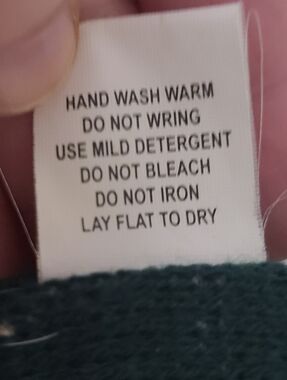 HAND WASH WARM
DO NOT WRING
USE MILD DETERGENT
DO NOT BLEACH
DO NOT IRON
LAY FLAT TO DRY